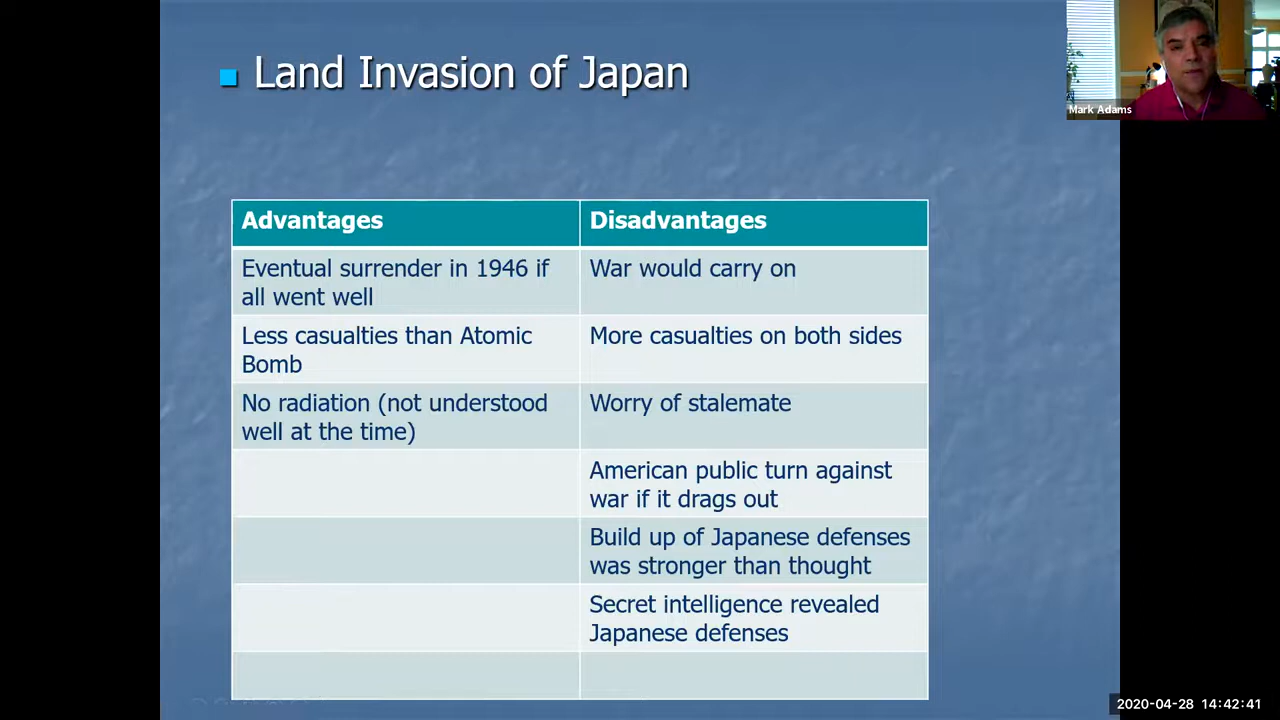 Land Invasion of Japan
Mark Adams
Advantages
Disadvantages
Eventual surrender in 1946 if
all went well
War would carry on
Less casualties than Atomic
Bomb
More casualties on both sides
No radiation (not understood
well at the time)
Worry of stalemate
American public turn against
war if it drags out
Build up of Japanese defenses
was stronger than thought
Secret intelligence revealed
Japanese defenses
2020-04-28 14:42:41